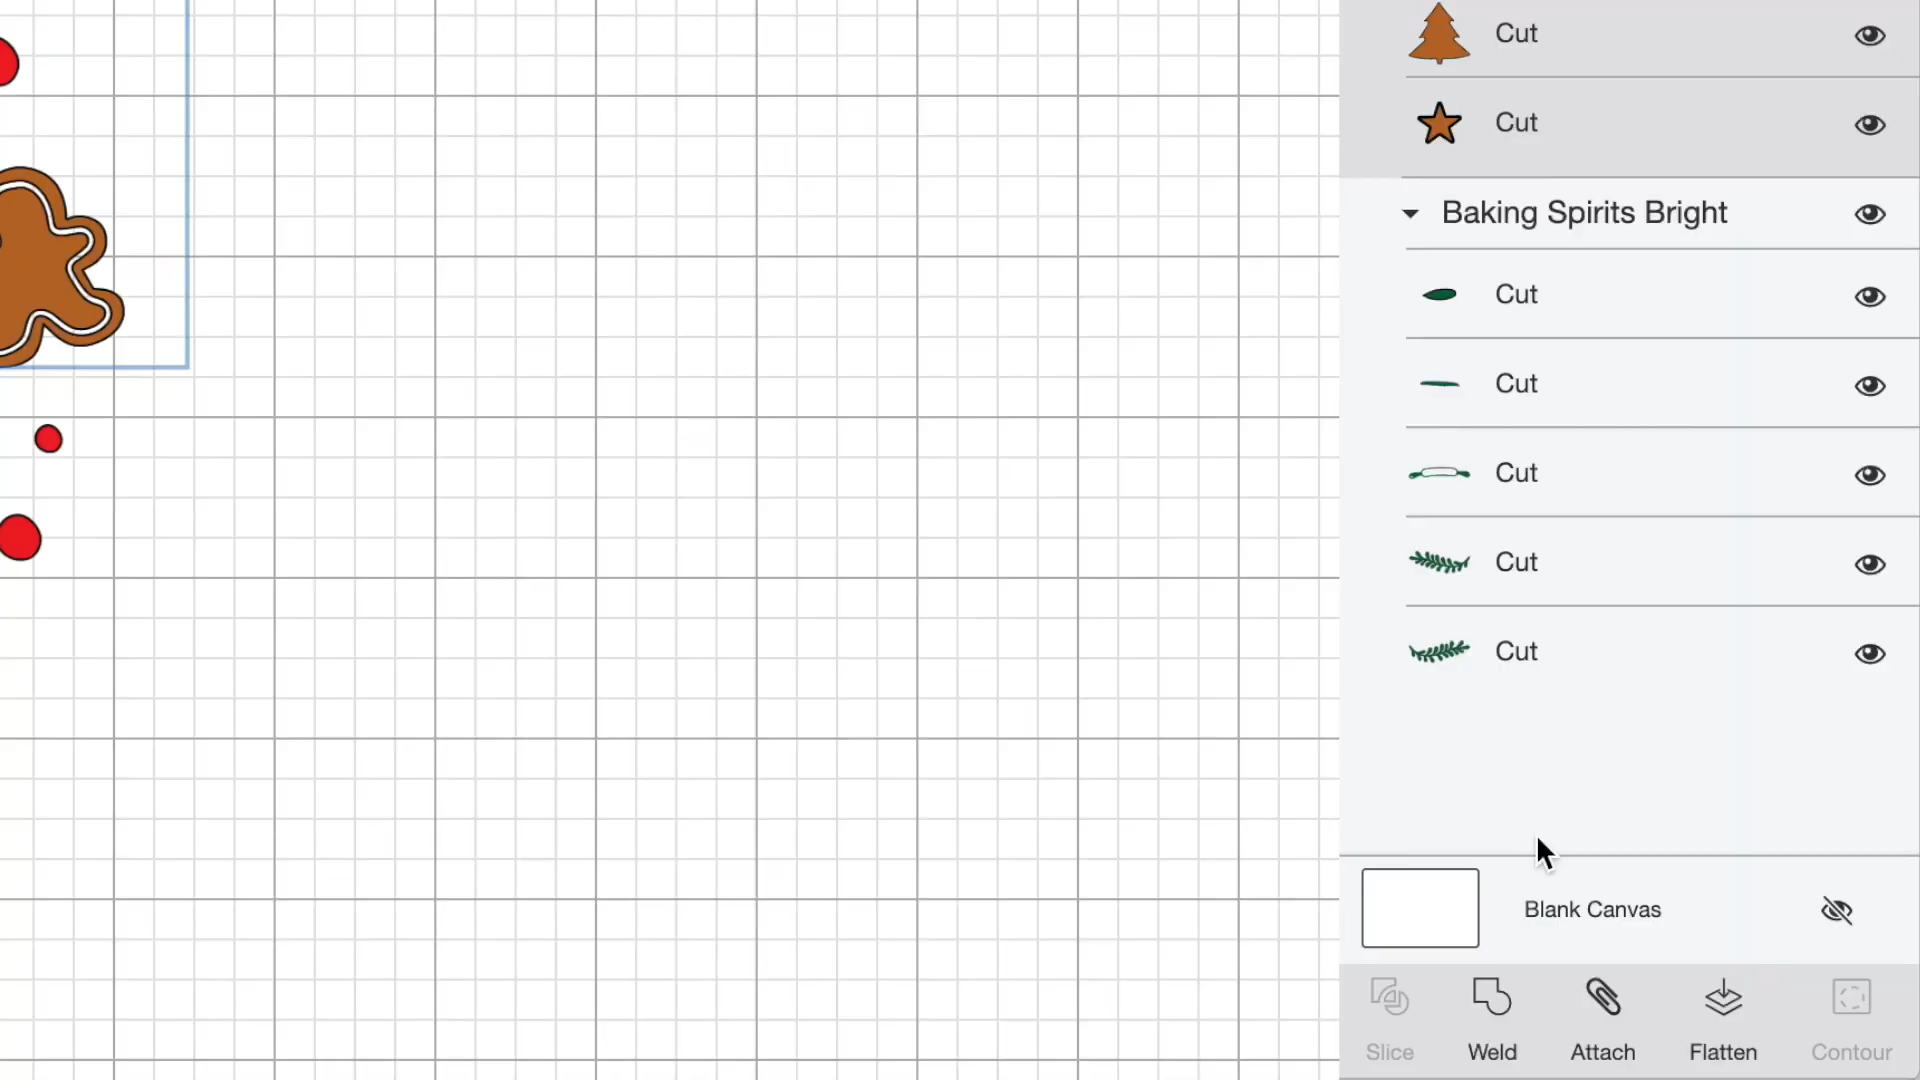 Cut
Cut
Baking Spirits Bright
Cut
Cut
Cut
Cut
Cut
Blank Canvas
Slice
Weld
Attach
Flatten
Contour